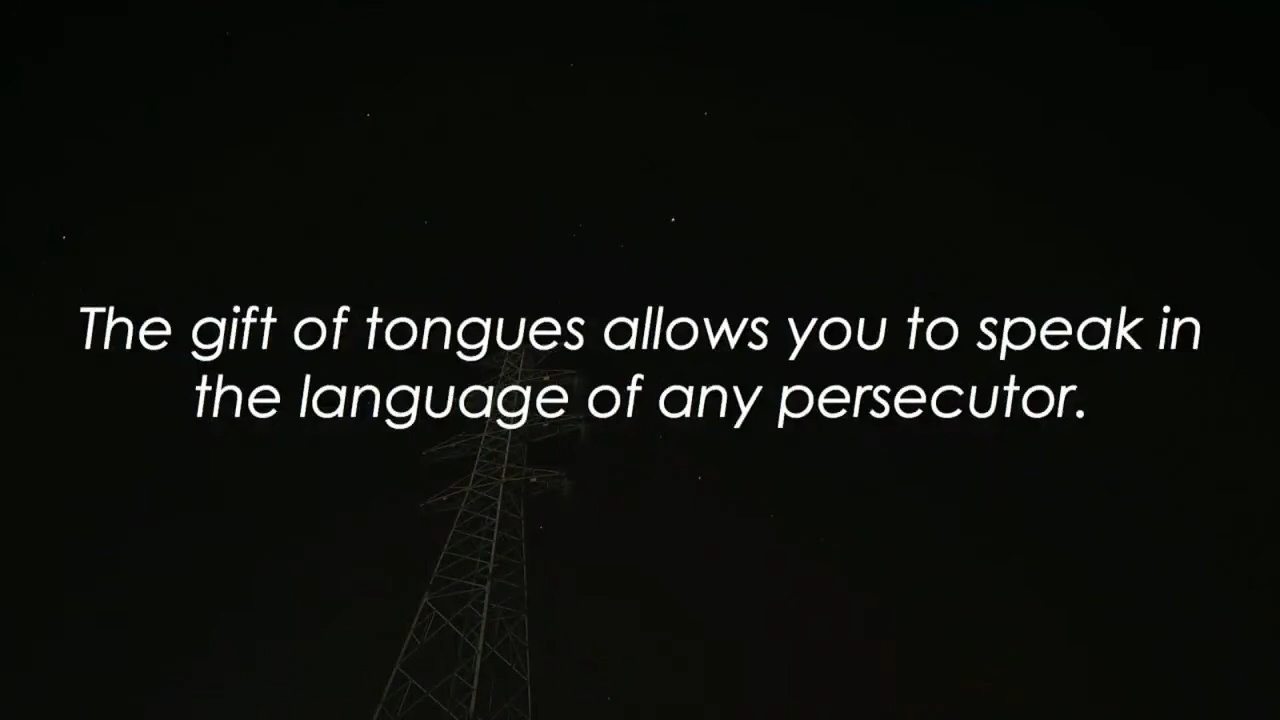 The gift of tongues allows you to speak in
the language of any persecutor.